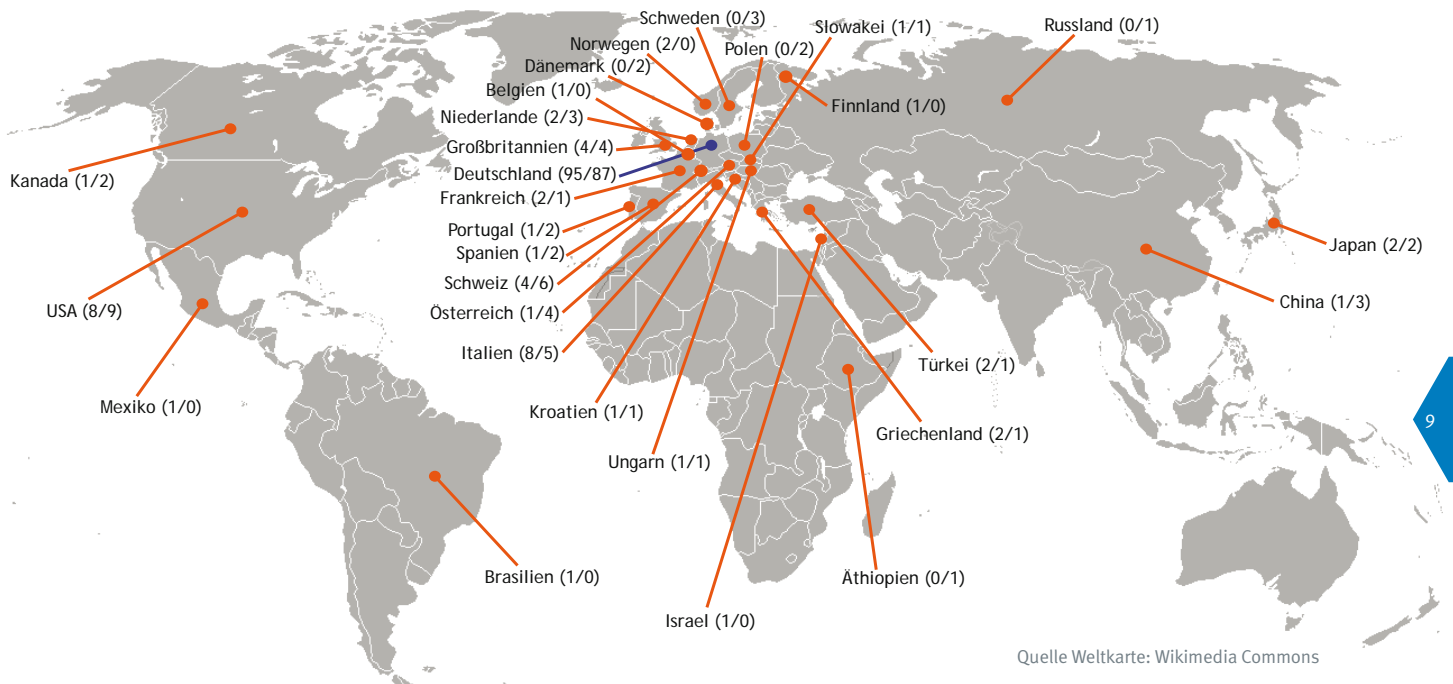 Schweden (0/3)
Slowakei (1/1)
Russland (0/1)
Norwegen (2/0)
Polen (0/2)
Dänemark (0/2)
Belgien (1/0)
Finnland (1/0)
Niederlande (2/3)
Großbritannien (4/4)
Deutschland (95/87)
Kanada (1/2)
Frankreich (2/1)
Portugal (1/2)
Spanien (1/2)
Japan (2/2)
Schweiz (4/6)
China (1/3)
USA (8/9)
Österreich (1/4)
Italien (8/5)
Türkei (2/1)
Mexiko (1/0)
Kroatien (1/1)
9
Griechenland (2/1)
Ungarn (1/1)
Brasilien (1/0)
Äthiopien (0/1)
Israel (1/0)
Quelle Weltkarte: Wikimedia Commons